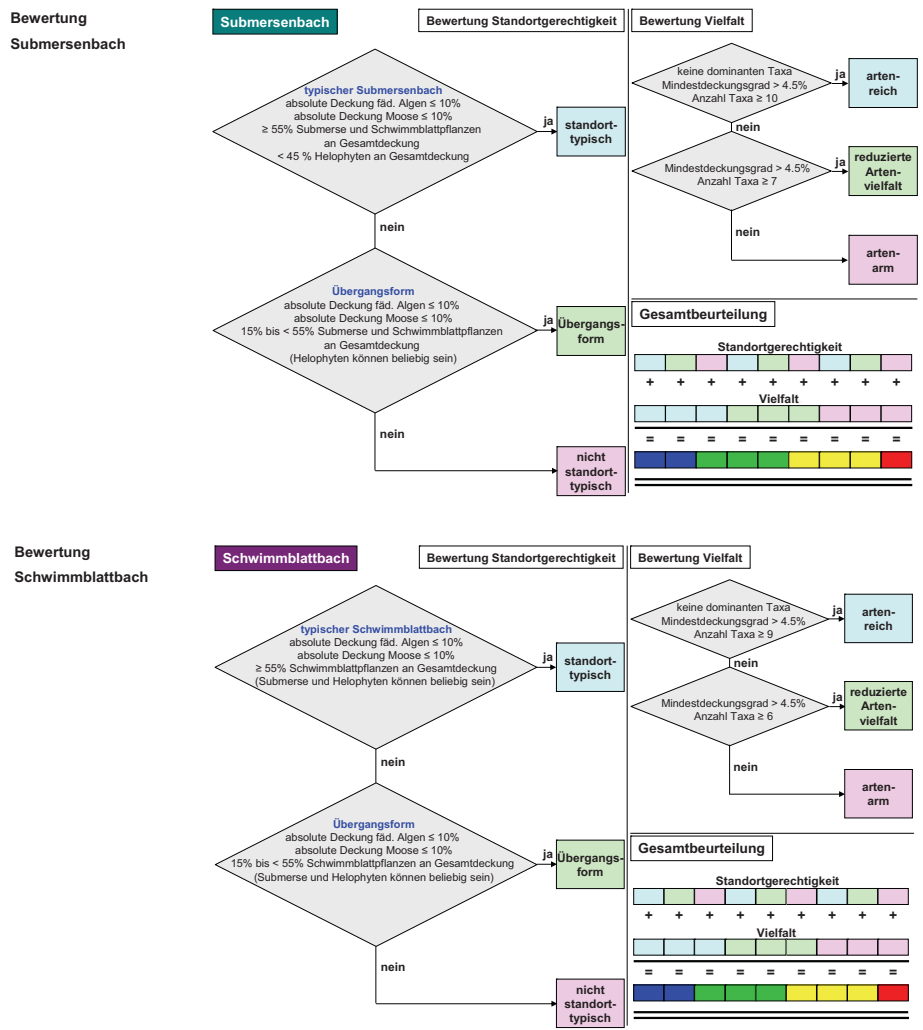 Bewertung
Submersenbach
Submersenbach
Bewertung Standortgerechtigkeit
typischer Submersenbach
absolute Deckung fäd. Algen ≤ 10%
absolute Deckung Moose ≤ 10%
≥ 55% Submerse und Schwimmblattpflanzen
an Gesamtdeckung
< 45 % Helophyten an Gesamtdeckung
ja
standort-
typisch
nein
Übergangsform
absolute Deckung fäd. Algen ≤ 10%
absolute Deckung Moose ≤ 10%
15% bis < 55% Submerse und Schwimmblattpflanzen
an Gesamtdeckung
(Helophyten können beliebig sein)
ja
Übergangs-
form
nein
nicht
standort-
typisch
Bewertung Vielfalt
keine dominanten Taxa
Mindestdeckungsgrad > 4.5%
Anzahl Taxa ≥ 10
ja
arten-
reich
nein
Mindestdeckungsgrad > 4.5%
Anzahl Taxa ≥ 7
ja
reduzierte
Arten-
vielfalt
nein
arten-
arm
Gesamtbeurteilung
Standortgerechtigkeit
+ + + + + + + + +
Vielfalt
= = = = = = = = =
Bewertung
Schwimmblattbach
Schwimmblattbach
Bewertung Standortgerechtigkeit
typischer Schwimmblattbach
absolute Deckung fäd. Algen ≤ 10%
absolute Deckung Moose ≤ 10%
≥ 55% Schwimmblattpflanzen an Gesamtdeckung
(Submerse und Helophyten können beliebig sein)
ja
standort-
typisch
nein
Übergangsform
absolute Deckung fäd. Algen ≤ 10%
absolute Deckung Moose ≤ 10%
15% bis < 55% Schwimmblattpflanzen an Gesamtdeckung
(Submerse und Helophyten können beliebig sein)
ja
Übergangs-
form
nein
nicht
standort-
typisch
Bewertung Vielfalt
keine dominanten Taxa
Mindestdeckungsgrad > 4.5%
Anzahl Taxa ≥ 9
ja
arten-
reich
nein
Mindestdeckungsgrad > 4.5%
Anzahl Taxa ≥ 6
ja
reduzierte
Arten-
vielfalt
nein
arten-
arm
Gesamtbeurteilung
Standortgerechtigkeit
+ + + + + + + + +
Vielfalt
= = = = = = = = =